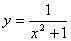 y = 1/(x² + 1)